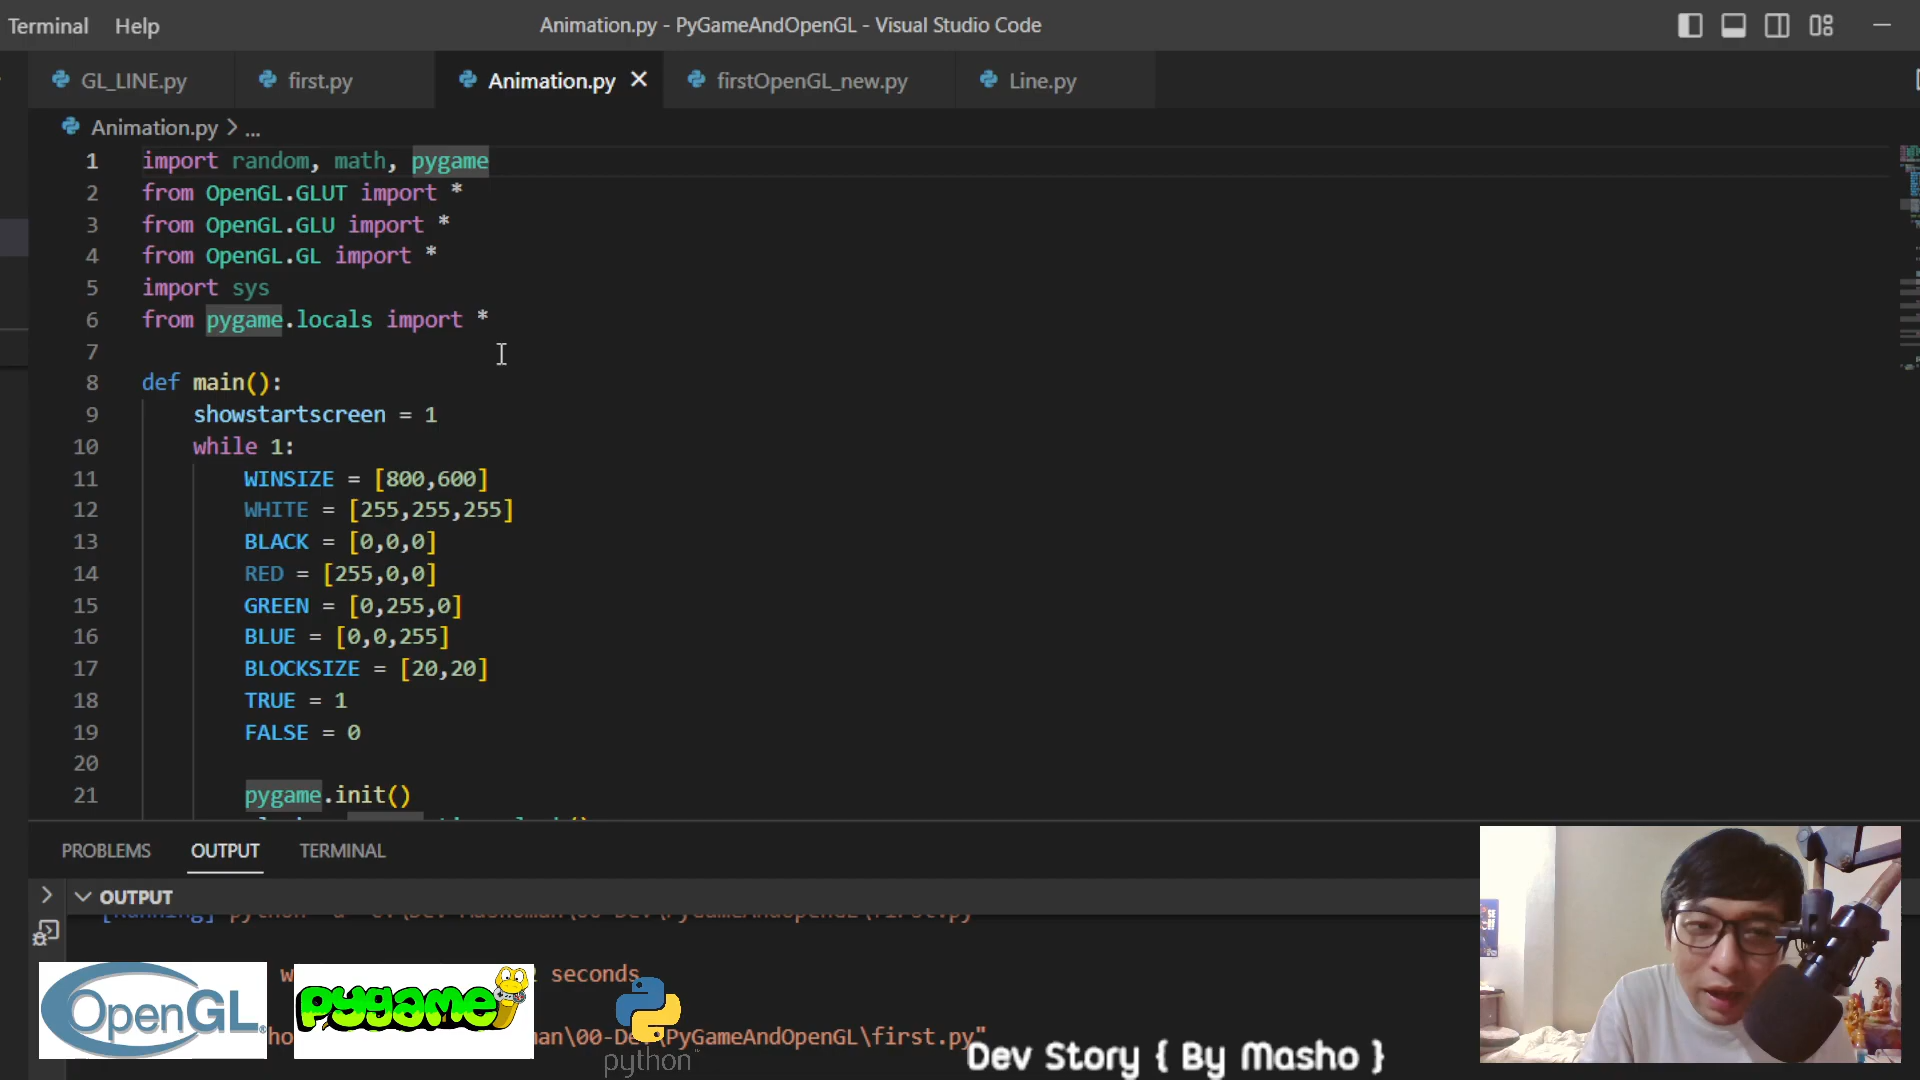 Terminal Help Animation.py - PyGameAndOpenGL - Visual Studio Code
GL_LINE.py first.py Animation.py firstOpenGL_new.py Line.py
Animation.py > ...
1 import random, math, pygame
2 from OpenGL.GLUT import *
3 from OpenGL.GLU import *
4 from OpenGL.GL import *
5 import sys
6 from pygame.locals import *
7
8 def main():
9 showstartscreen = 1
10 while 1:
11 WINSIZE = [800,600]
12 WHITE = [255,255,255]
13 BLACK = [0,0,0]
14 RED = [255,0,0]
15 GREEN = [0,255,0]
16 BLUE = [0,0,255]
17 BLOCKSIZE = [20,20]
18 TRUE = 1
19 FALSE = 0
20
21 pygame.init()
PROBLEMS OUTPUT TERMINAL
OUTPUT
seconds
man\00-Dev\PyGameAndOpenGL\first.py"
OpenGL
pygame
python
Dev Story { By Masho }